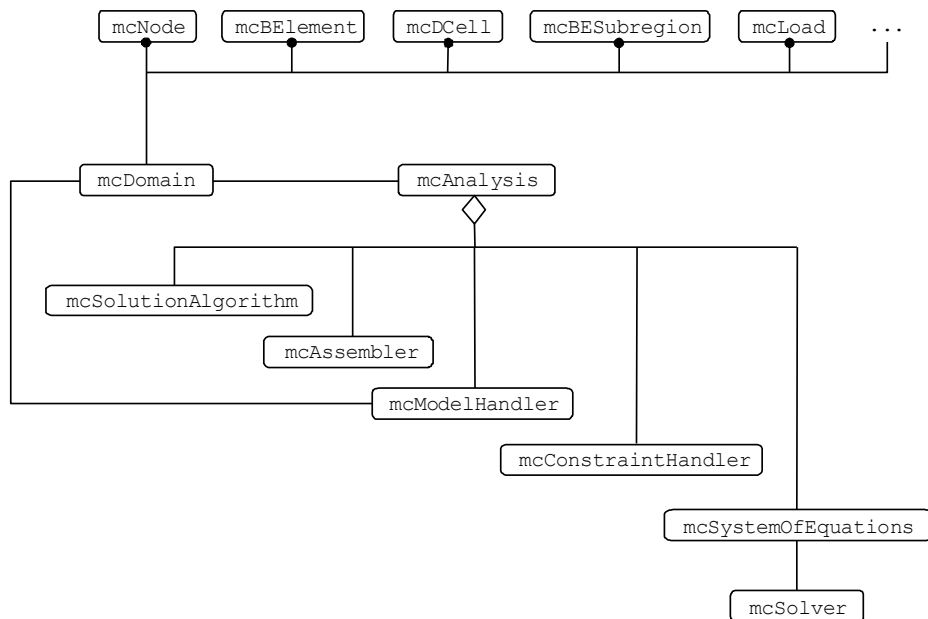 mcNode mcBElement mcDCell mcBESubregion mcLoad ...
mcDomain mcAnalysis
mcSolutionAlgorithm
mcAssembler
mcModelHandler
mcConstraintHandler
mcSystemOfEquations
mcSolver